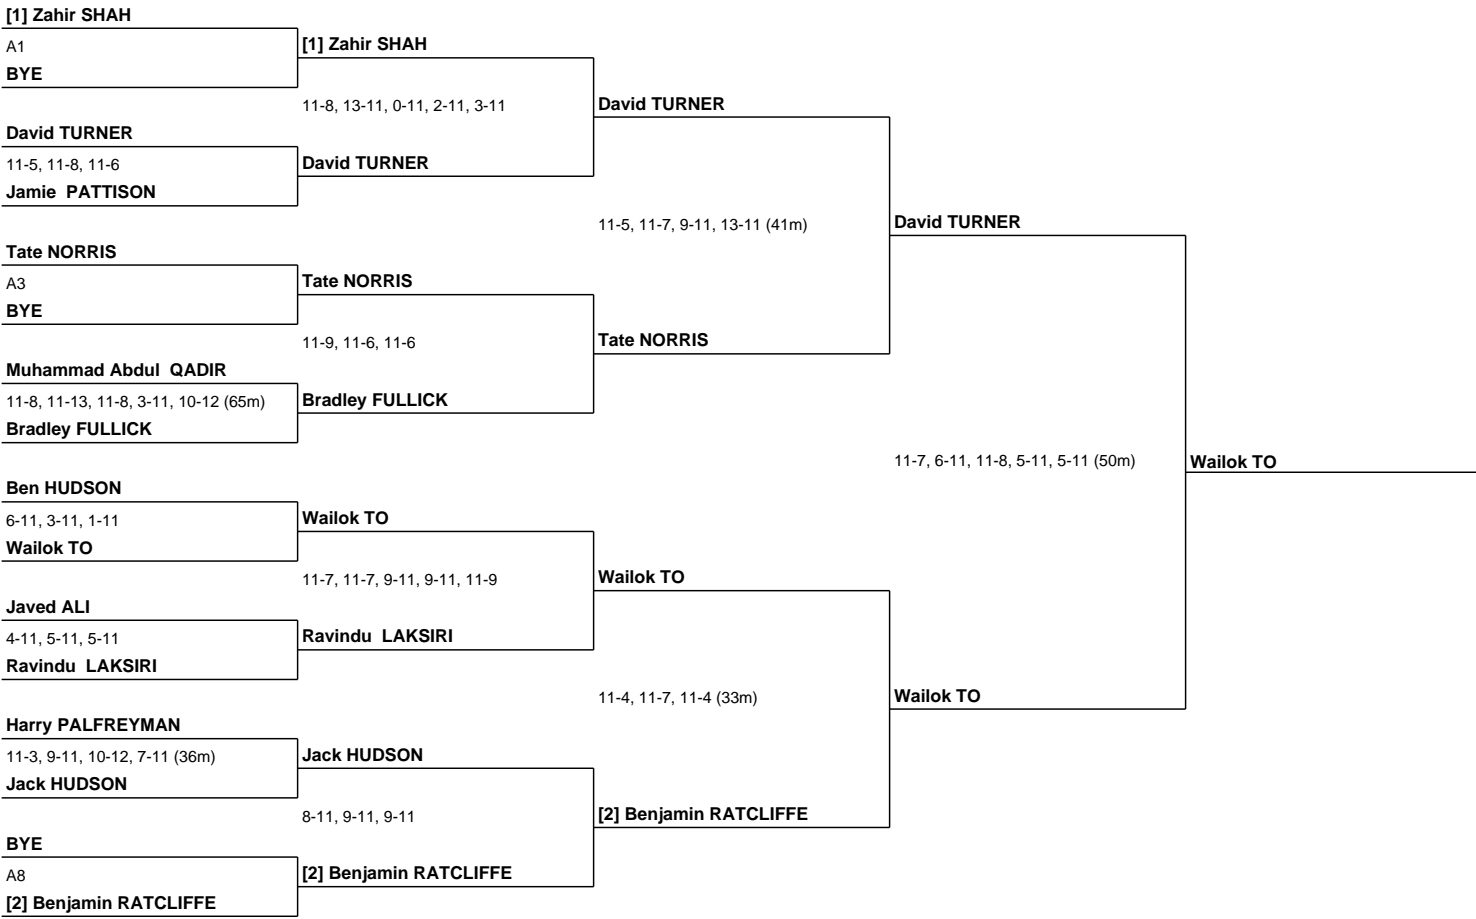 [1] Zahir SHAH
A1
BYE
David TURNER
11-5, 11-8, 11-6
Jamie  PATTISON
Tate NORRIS
A3
BYE
Muhammad Abdul  QADIR
11-8, 11-13, 11-8, 3-11, 10-12 (65m)
Bradley FULLICK
Ben HUDSON
6-11, 3-11, 1-11
Wailok TO
Javed ALI
4-11, 5-11, 5-11
Ravindu  LAKSIRI
Harry PALFREYMAN
11-3, 9-11, 10-12, 7-11 (36m)
Jack HUDSON
BYE
A8
[2] Benjamin RATCLIFFE
[1] Zahir SHAH
11-8, 13-11, 0-11, 2-11, 3-11
David TURNER
Tate NORRIS
11-9, 11-6, 11-6
Bradley FULLICK
Wailok TO
11-7, 11-7, 9-11, 9-11, 11-9
Ravindu  LAKSIRI
Jack HUDSON
8-11, 9-11, 9-11
[2] Benjamin RATCLIFFE
David TURNER
11-5, 11-7, 9-11, 13-11 (41m)
Tate NORRIS
Wailok TO
11-4, 11-7, 11-4 (33m)
[2] Benjamin RATCLIFFE
David TURNER
11-7, 6-11, 11-8, 5-11, 5-11 (50m)
Wailok TO
Wailok TO